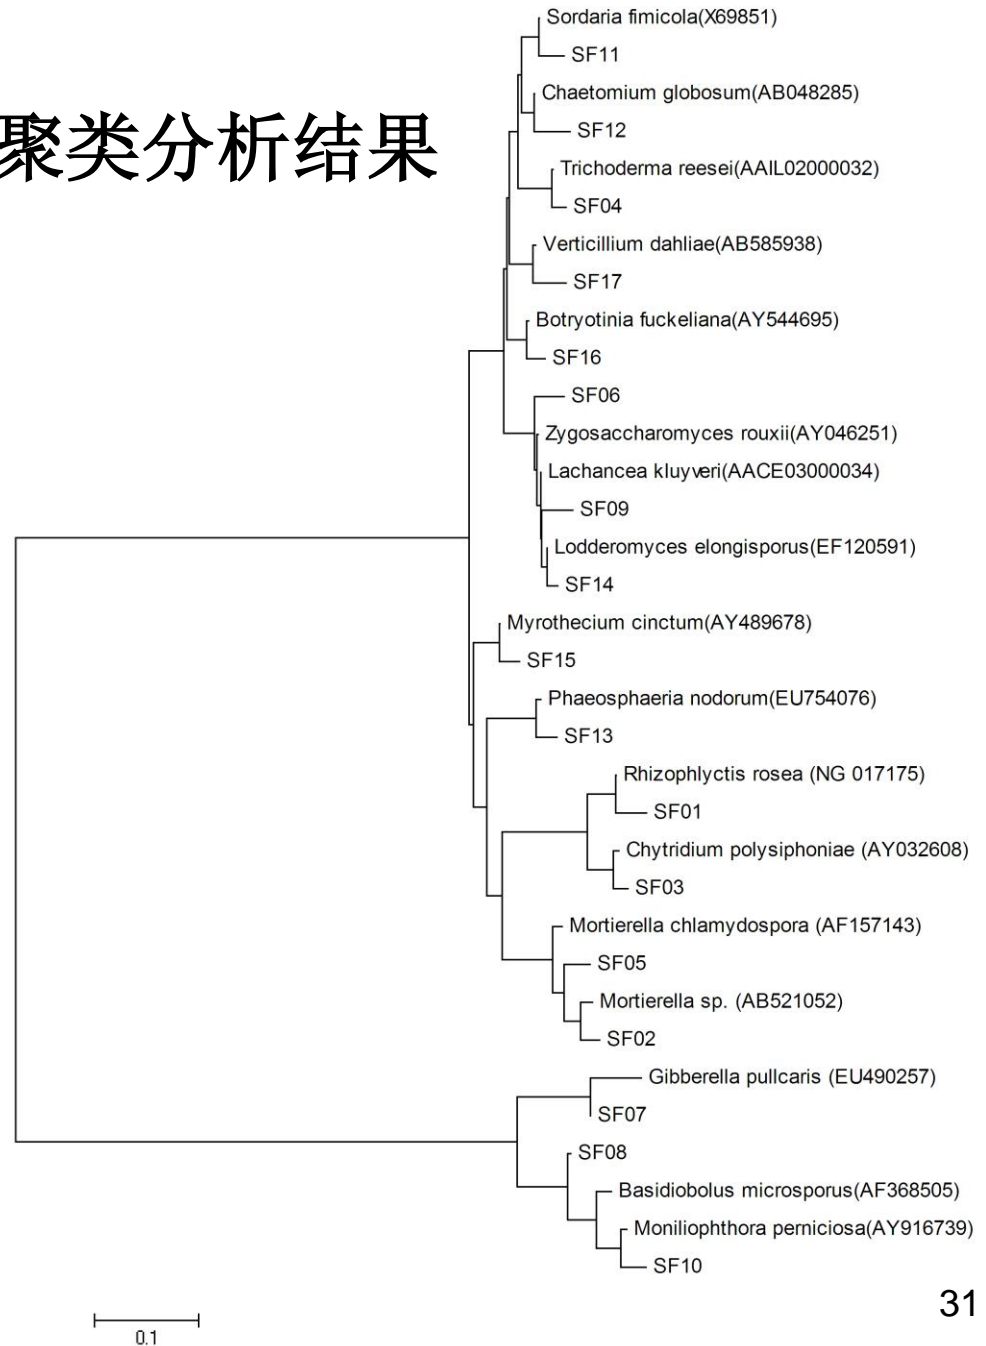 聚类分析结果
Sordaria fimicola(X69851)
SF11
Chaetomium globosum(AB048285)
SF12
Trichoderma reesei(AAIL02000032)
SF04
Verticillium dahliae(AB585938)
SF17
Botryotinia fuckeliana(AY544695)
SF16
SF06
Zygosaccharomyces rouxii(AY046251)
Lachancea kluyveri(AACE03000034)
SF09
Lodderomyces elongisporus(EF120591)
SF14
Myrothecium cinctum(AY489678)
SF15
Phaeosphaeria nodorum(EU754076)
SF13
Rhizophlyctis rosea (NG 017175)
SF01
Chytridium polysiphoniae (AY032608)
SF03
Mortierella chlamydospora (AF157143)
SF05
Mortierella sp. (AB521052)
SF02
Gibberella pullcaris (EU490257)
SF07
SF08
Basidiobolus microsporus(AF368505)
Moniliophthora perniciosa(AY916739)
SF10
31
0.1